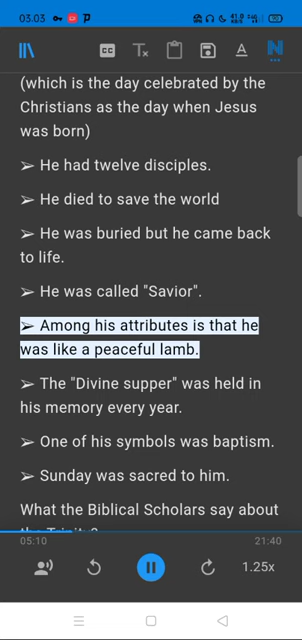 03.03
(which is the day celebrated by the
Christians as the day when Jesus
was born)
➢ He had twelve disciples.
➢ He died to save the world
➢ He was buried but he came back
to life.
➢ He was called "Savior".
➢ Among his attributes is that he
was like a peaceful lamb.
➢ The "Divine supper" was held in
his memory every year.
➢ One of his symbols was baptism.
➢ Sunday was sacred to him.
What the Biblical Scholars say about
the Trinity?
05:10
21:40
1.25x